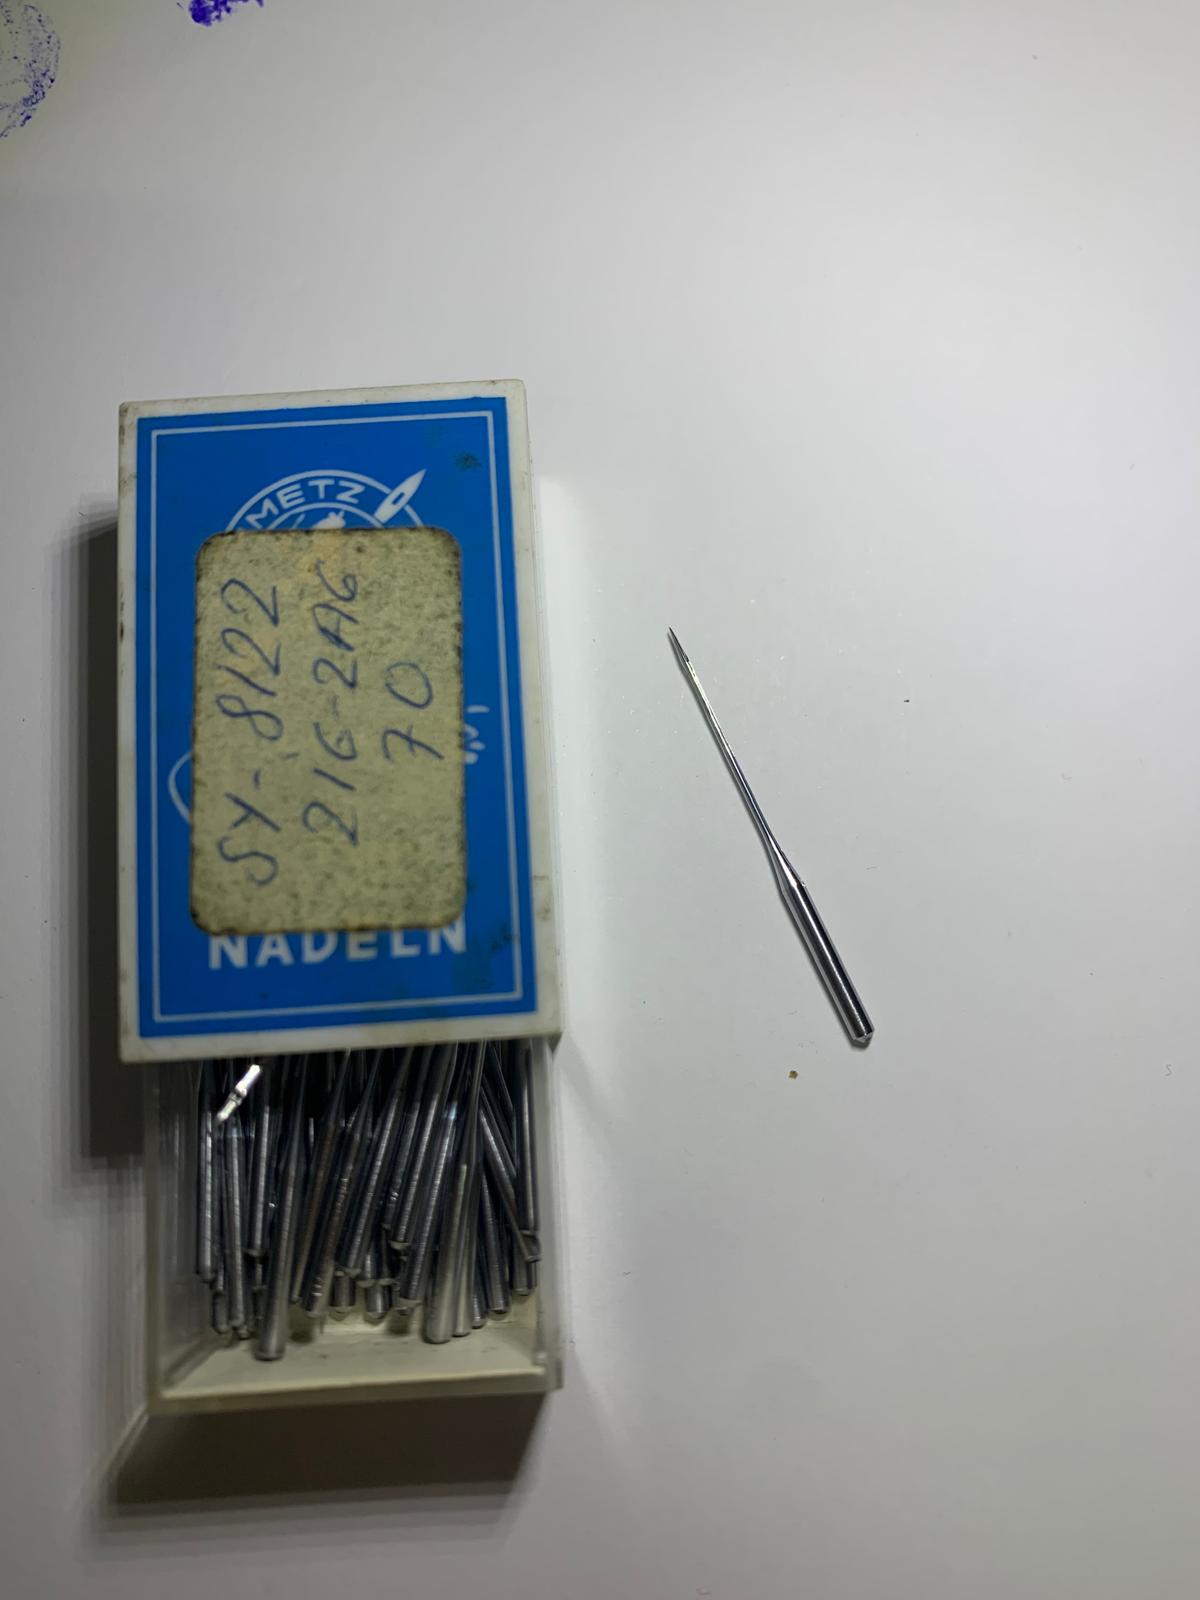 METZ
SY-8122
216-2AG
70
NADELN